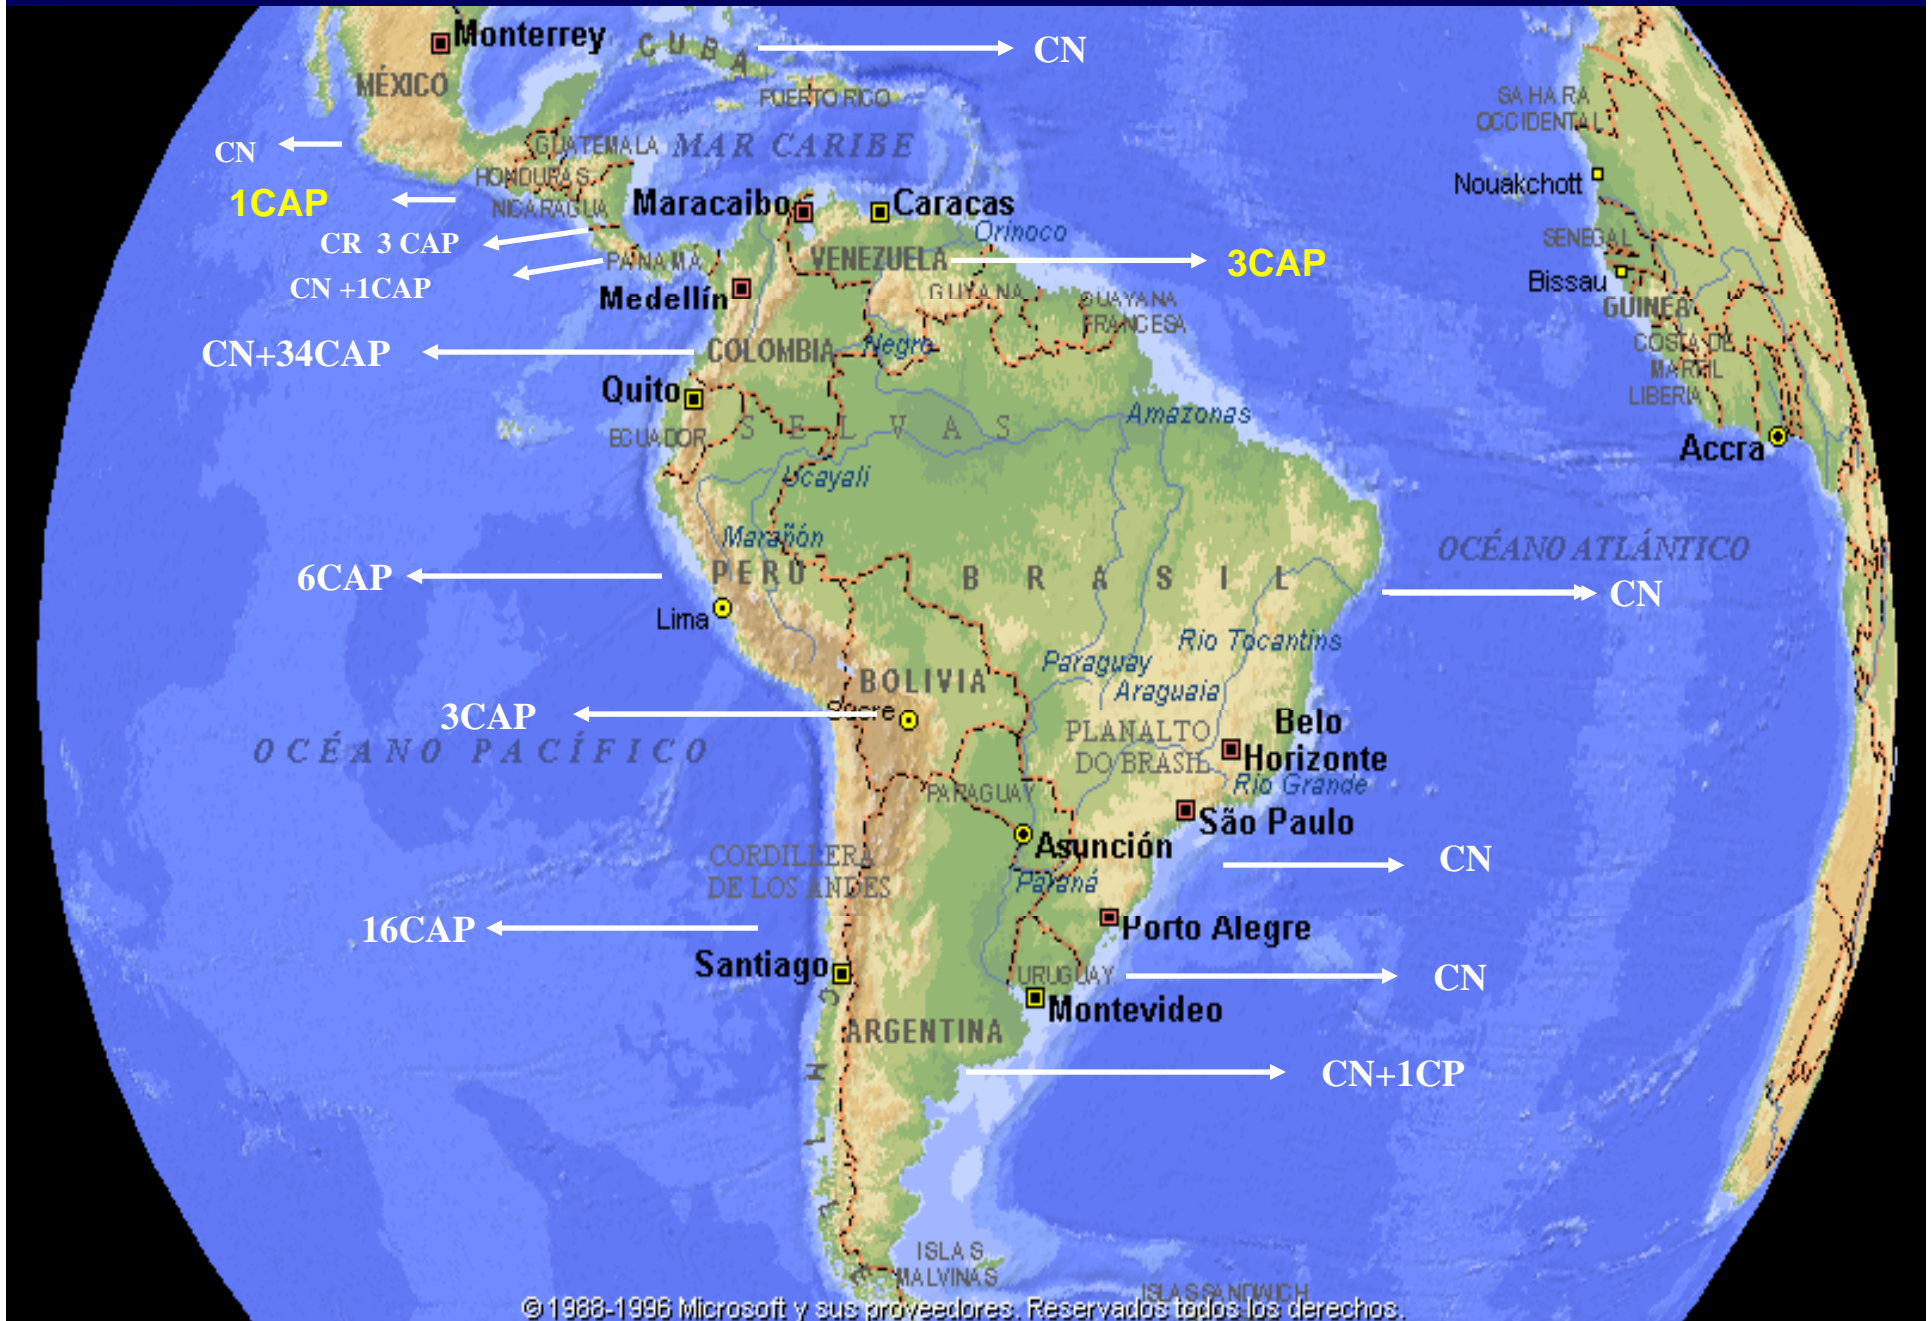 Monterrey
CUBA
CN
MÉXICO
PUERTO RICO
SAHARA
OCCIDENTAL
CN
GUATEMALA
MAR CARIBE
HONDURAS
Nouakchott
1CAP
NICARAGUA
Maracaibo
Caracas
Orinoco
CR 3 CAP
SENEGAL
PANAMÁ
VENEZUELA
3CAP
Bissau
CN +1CAP
Medellín
GUYANA
GUAYANA
FRANCESA
GUINEA
CN+34CAP
COLOMBIA
Negro
COSTA DE
MARFIL
LIBERIA
Quito
ECUADOR
SELVAS
Amazonas
Accra
Ucayali
Marañón
OCÉANO ATLÁNTICO
6CAP
PERÚ
BRASIL
CN
Lima
Rio Tocantins
Paraguay
BOLIVIA
Araguaia
3CAP
Sucre
PLANALTO
DO BRASIL
Belo
Horizonte
OCÉANO PACÍFICO
PARAGUAY
Rio Grande
São Paulo
Asunción
CORDILLERA
DE LOS ANDES
Paraná
CN
16CAP
Porto Alegre
Santiago
URUGUAY
CN
Montevideo
CHILE
ARGENTINA
CN+1CP
ISLAS
MALVINAS
ISLAS SANDWICH
©1988-1996 Microsoft y sus proveedores. Reservados todos los derechos.